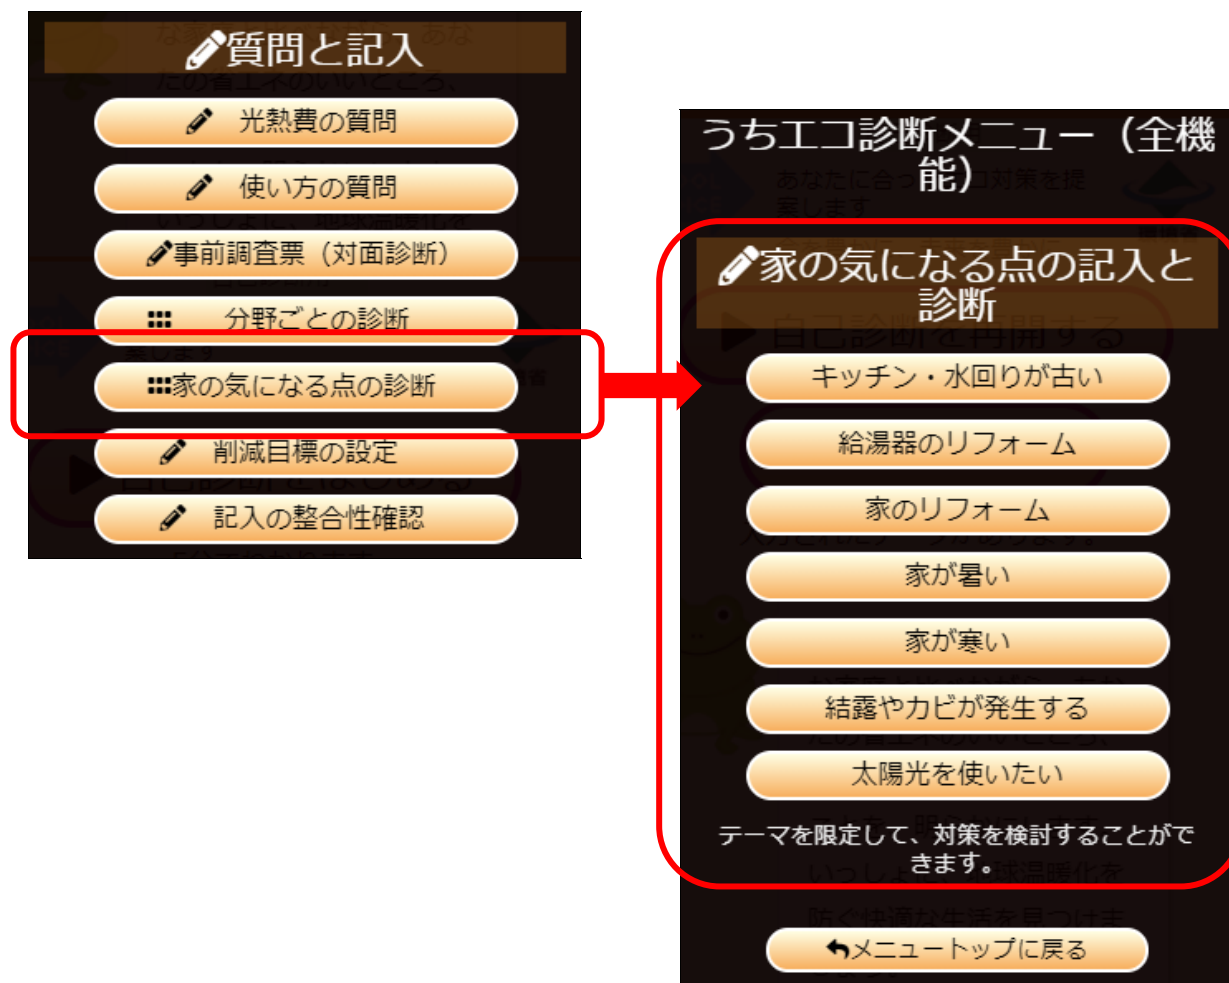 質問と記入
光熱費の質問
使い方の質問
事前調査票（対面診断）
分野ごとの診断
家の気になる点の診断
削減目標の設定
記入の整合性確認
うちエコ診断メニュー（全機
能）
家の気になる点の記入と
診断
キッチン・水回りが古い
給湯器のリフォーム
家のリフォーム
家が暑い
家が寒い
結露やカビが発生する
太陽光を使いたい
テーマを限定して、対策を検討することがで
きます。
メニュートップに戻る